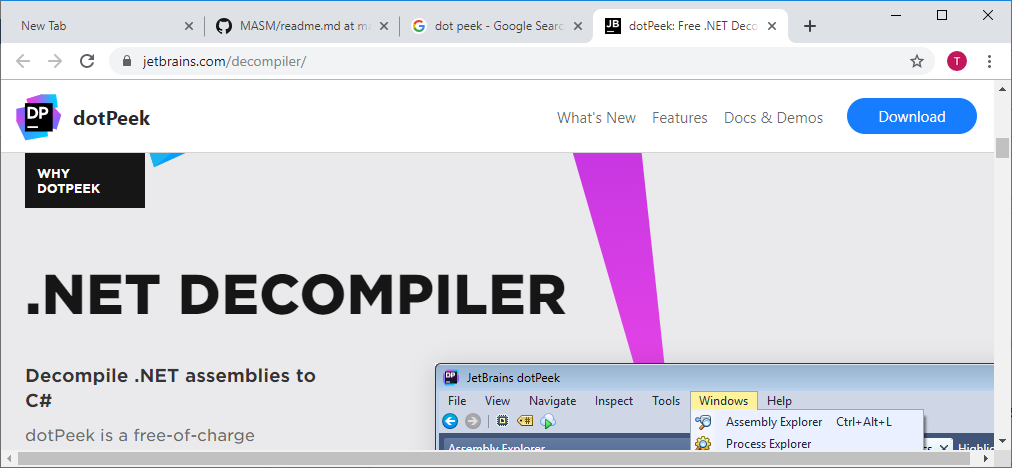 New Tab
MASM/readme.md at m
dot peek - Google Sear
dotPeek: Free .NET Deco
jetbrains.com/decompiler/
T
DP
dotPeek
What's New
Features
Docs & Demos
Download
WHY
DOTPEEK
.NET DECOMPILER
Decompile .NET assemblies to
C#
dotPeek is a free-of-charge
JetBrains dotPeek
File View Navigate Inspect Tools Windows Help
Assembly Explorer Ctrl+Alt+L
Process Explorer
Assembly Explorer
Highli